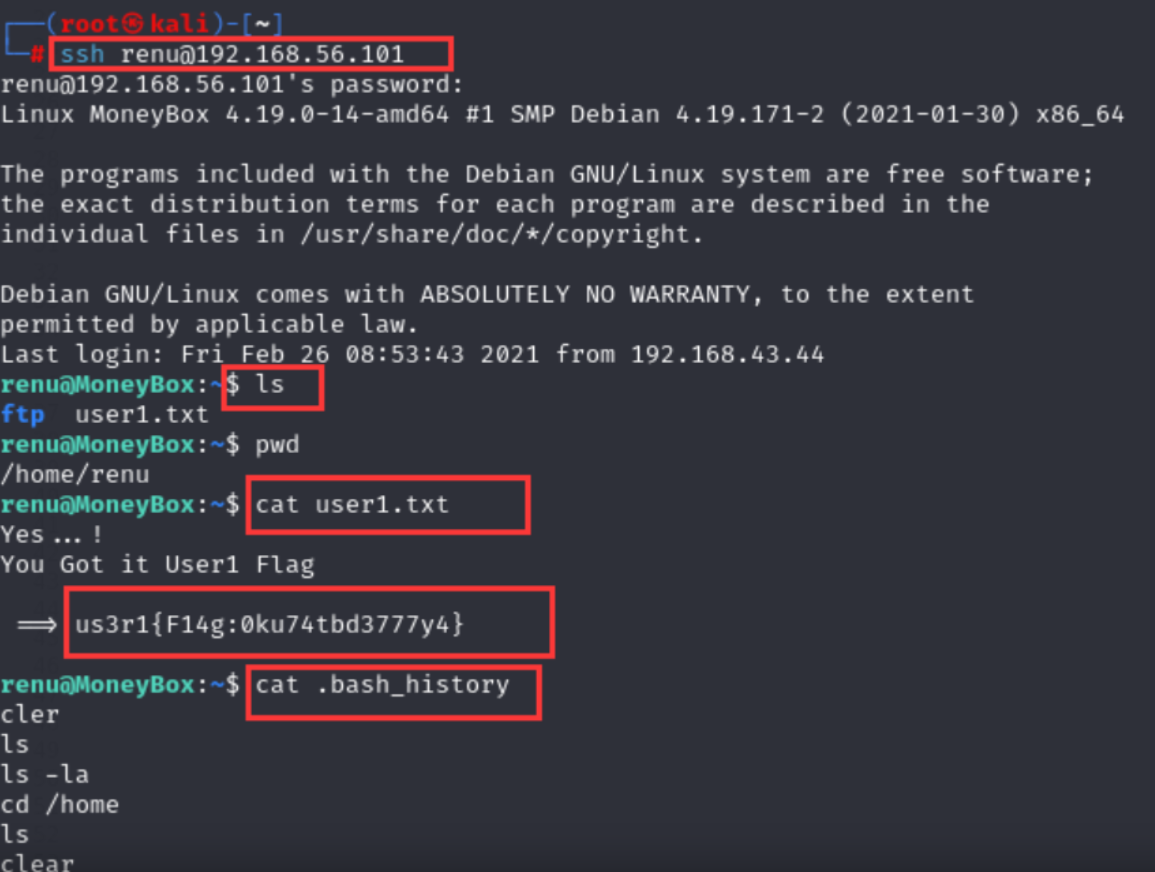 ┌──(root㉿kali)-[~]
└─# ssh renu@192.168.56.101
renu@192.168.56.101's password:
Linux MoneyBox 4.19.0-14-amd64 #1 SMP Debian 4.19.171-2 (2021-01-30) x86_64
The programs included with the Debian GNU/Linux system are free software;
the exact distribution terms for each program are described in the
individual files in /usr/share/doc/*/copyright.
Debian GNU/Linux comes with ABSOLUTELY NO WARRANTY, to the extent
permitted by applicable law.
Last login: Fri Feb 26 08:53:43 2021 from 192.168.43.44
renu@MoneyBox:~$ ls
ftp  user1.txt
renu@MoneyBox:~$ pwd
/home/renu
renu@MoneyBox:~$ cat user1.txt
Yes...!
You Got it User1 Flag
==> us3r1{F14g:0ku74tbd3777y4}
renu@MoneyBox:~$ cat .bash_history
cler
ls
ls -la
cd /home
ls
clear